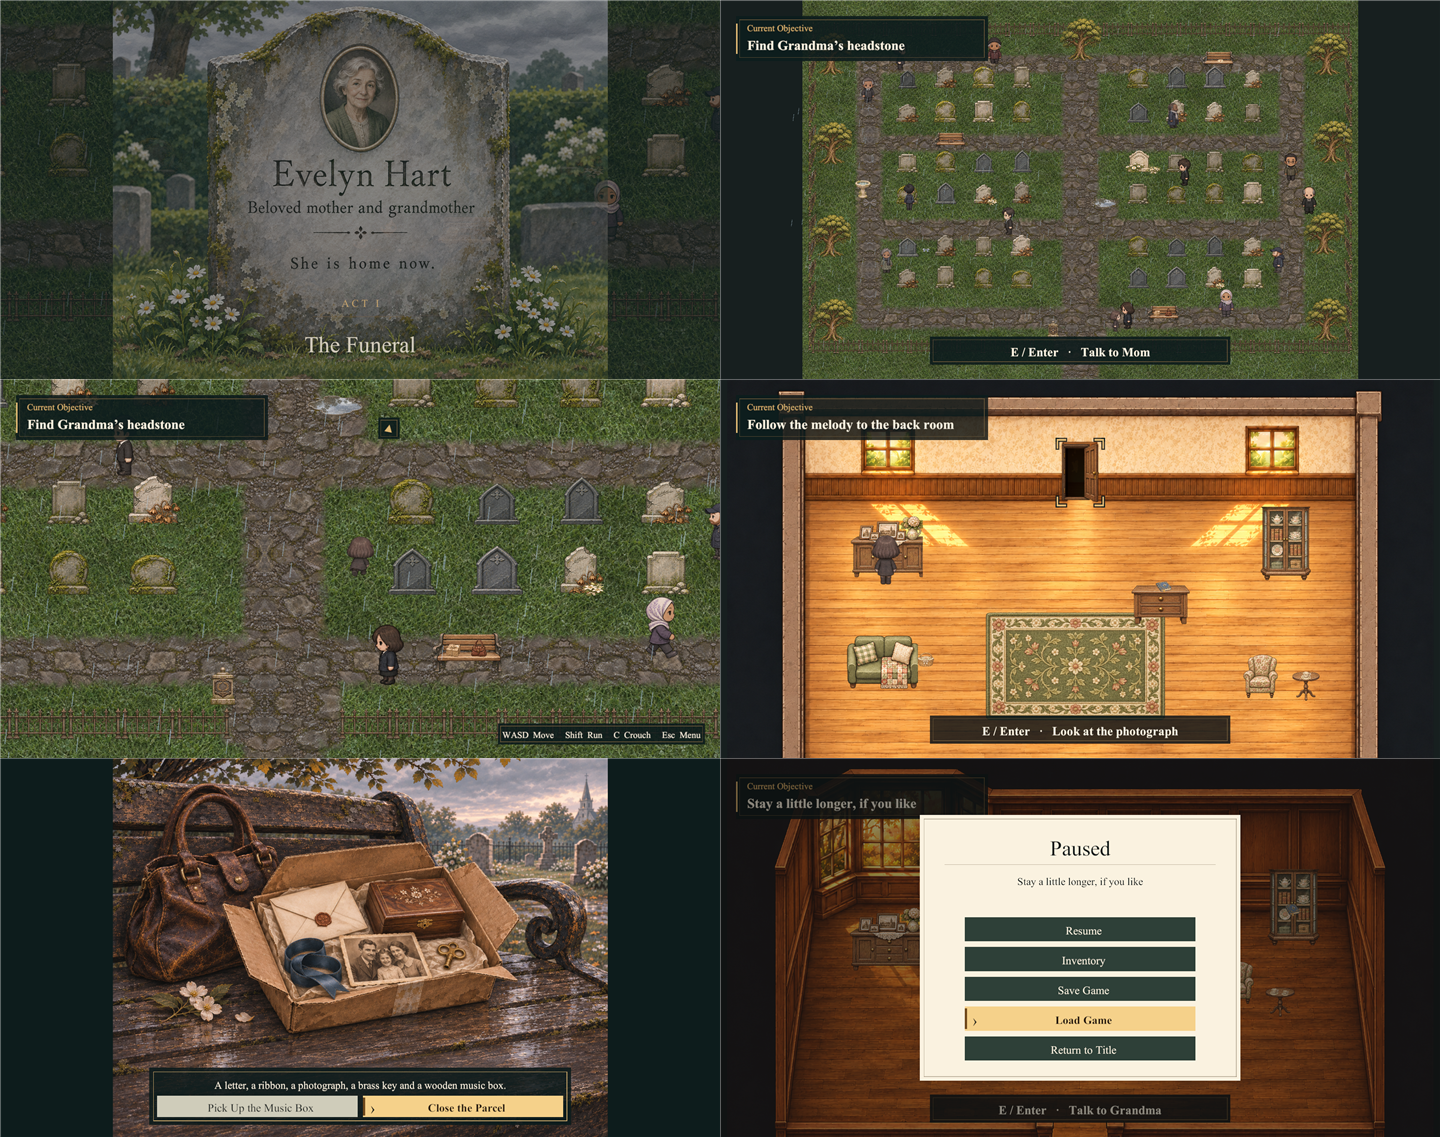 Evelyn Hart
Beloved mother and grandmother
She is home now.
ACT I
The Funeral
Current Objective
Find Grandma's headstone
E / Enter · Talk to Mom
Current Objective
Find Grandma's headstone
WASD Move Shift Run C Crouch Esc Menu
Current Objective
Follow the melody to the back room
E / Enter · Look at the photograph
A letter, a ribbon, a photograph, a brass key and a wooden music box.
Pick Up the Music Box
› Close the Parcel
Current Objective
Stay a little longer, if you like
Paused
Stay a little longer, if you like
Resume
Inventory
Save Game
› Load Game
Return to Title
E / Enter · Talk to Grandma